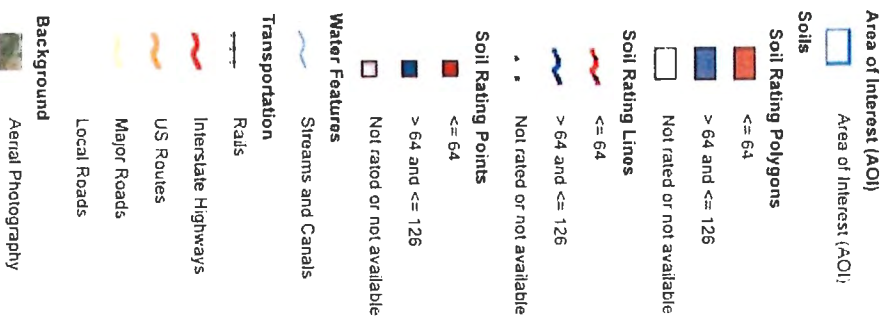 Area of Interest (AOI)
Area of Interest (AOI)
Soils
Soil Rating Polygons
<= 64
> 64 and <= 126
Not rated or not available
Soil Rating Lines
<= 64
> 64 and <= 126
Not rated or not available
Soil Rating Points
<= 64
> 64 and <= 126
Not rated or not available
Water Features
Streams and Canals
Transportation
Rails
Interstate Highways
US Routes
Major Roads
Local Roads
Background
Aerial Photography